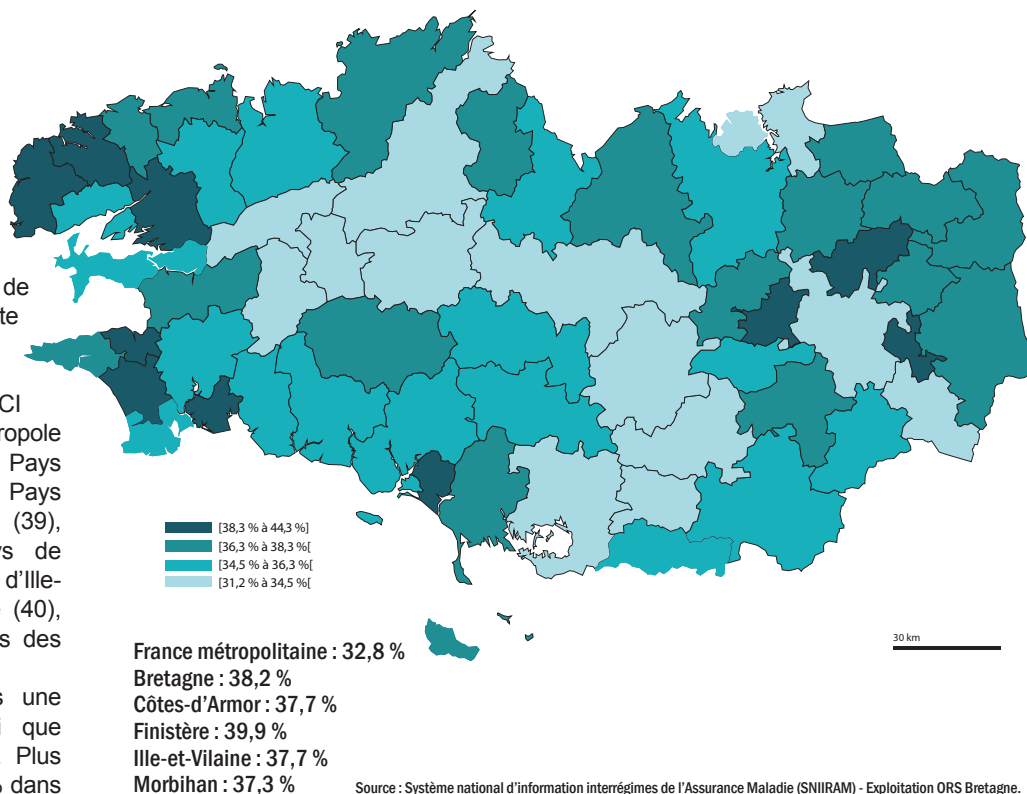 de
te
CI
ropole
Pays
Pays
(39),
s de
d'Ille-
(40),
s des
une
i que
Plus
dans
[38,3 % à 44,3 %]
[36,3 % à 38,3 %[
[34,5 % à 36,3 %[
[31,2 % à 34,5 %[
30 km
France métropolitaine : 32,8 %
Bretagne : 38,2 %
Côtes-d'Armor : 37,7 %
Finistère : 39,9 %
Ille-et-Vilaine : 37,7 %
Morbihan : 37,3 %
Source : Système national d'information interrégimes de l'Assurance Maladie (SNIIRAM) - Exploitation ORS Bretagne.